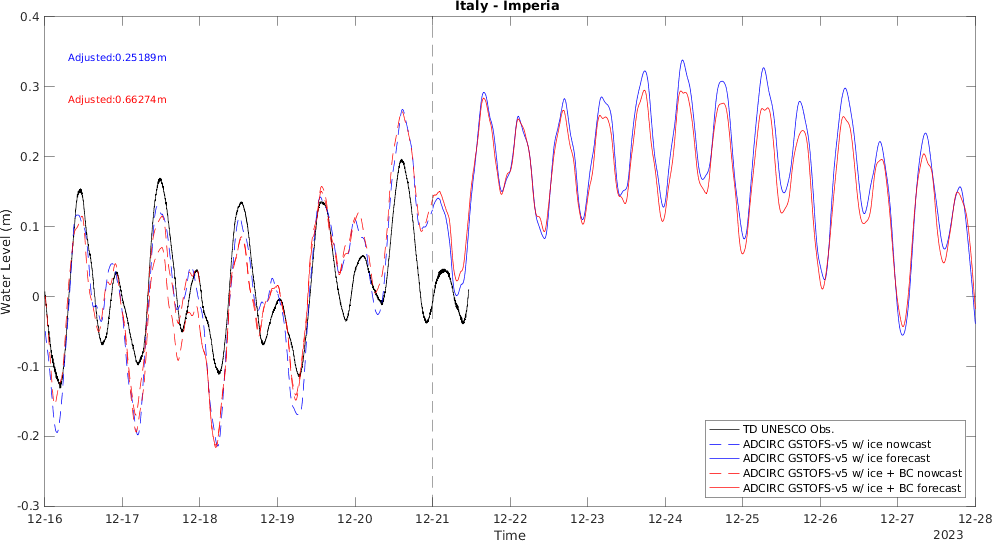 Italy - Imperia
Adjusted:0.25189m
Adjusted:0.66274m
Water Level (m)
0.4
0.3
0.2
0.1
0
-0.1
-0.2
-0.3
TD UNESCO Obs.
ADCIRC GSTOFS-v5 w/ ice nowcast
ADCIRC GSTOFS-v5 w/ ice forecast
ADCIRC GSTOFS-v5 w/ ice + BC nowcast
ADCIRC GSTOFS-v5 w/ ice + BC forecast
12-16 12-17 12-18 12-19 12-20 12-21 12-22 12-23 12-24 12-25 12-26 12-27 12-28
Time
2023